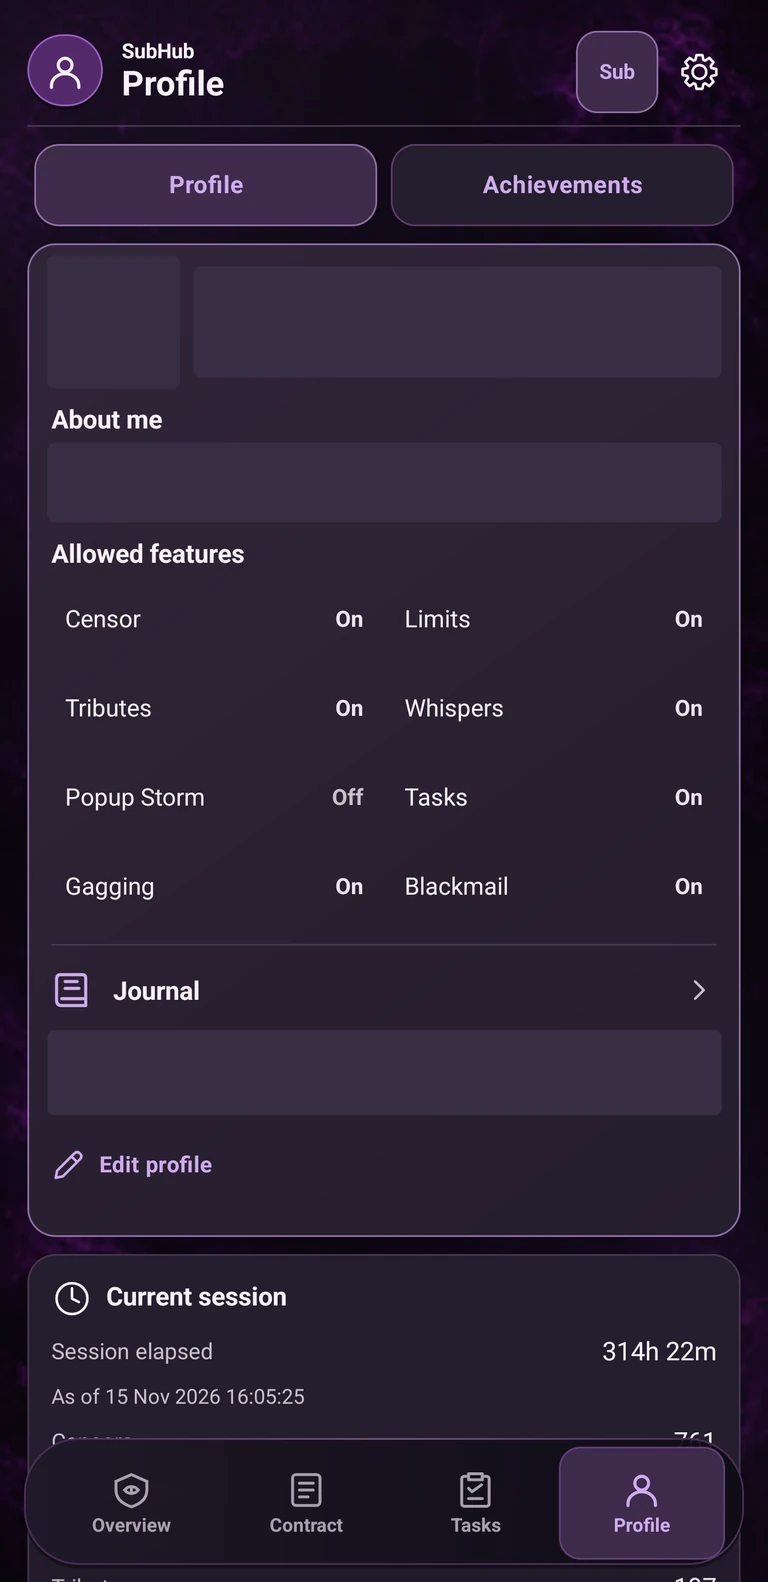 SubHub
Profile
Sub
Profile
Achievements
About me
Allowed features
Censor On Limits On
Tributes On Whispers On
Popup Storm Off Tasks On
Gagging On Blackmail On
Journal
Edit profile
Current session
Session elapsed 314h 22m
As of 15 Nov 2026 16:05:25
761
Overview Contract Tasks Profile